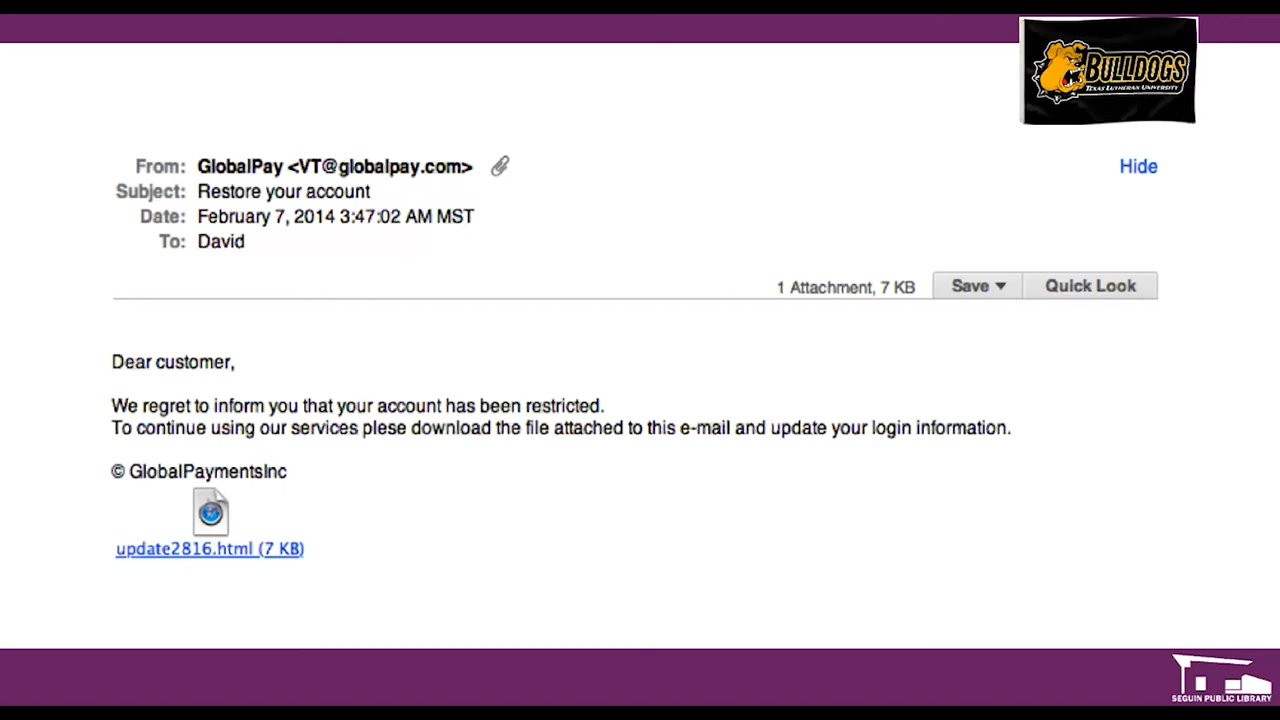 BULLDOGS
TEXAS LUTHERAN UNIVERSITY
From: GlobalPay <VT@globalpay.com> Hide
Subject: Restore your account
Date: February 7, 2014 3:47:02 AM MST
To: David
1 Attachment, 7 KB Save Quick Look
Dear customer,
We regret to inform you that your account has been restricted.
To continue using our services plese download the file attached to this e-mail and update your login information.
© GlobalPaymentsInc
update2816.html (7 KB)
SEGUIN PUBLIC LIBRARY